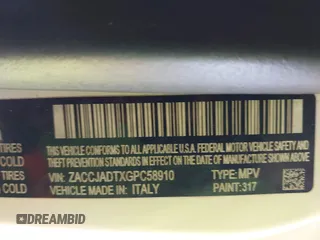 TIRES
COLD
TIRES
COLD
THIS VEHICLE CONFORMS TO ALL APPLICABLE U.S.A. FEDERAL MOTOR VEHICLE SAFETY AND
THEFT PREVENTION STANDARDS IN EFFECT ON THE DATE OF MANUFACTURE SHOWN ABOVE.
VIN: ZACCJADTXGPC58910 TYPE: MPV
VEHICLE MADE IN: ITALY PAINT: 317
DREAMBID